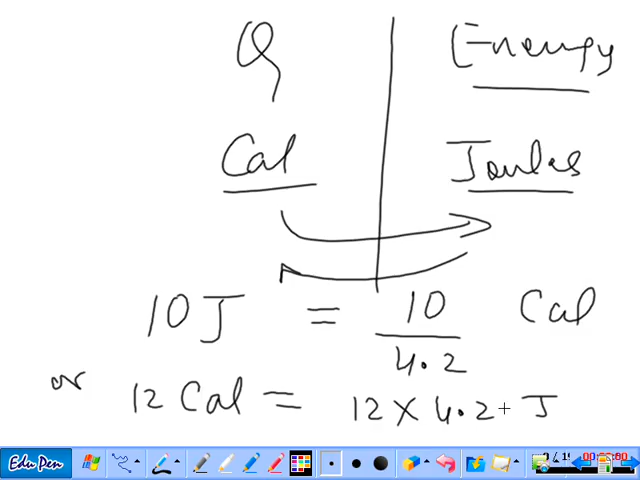 Q Energy
Cal Joules
10 J = 10/4.2 Cal
or 12 Cal = 12 × 4.2 J
Edu Pen